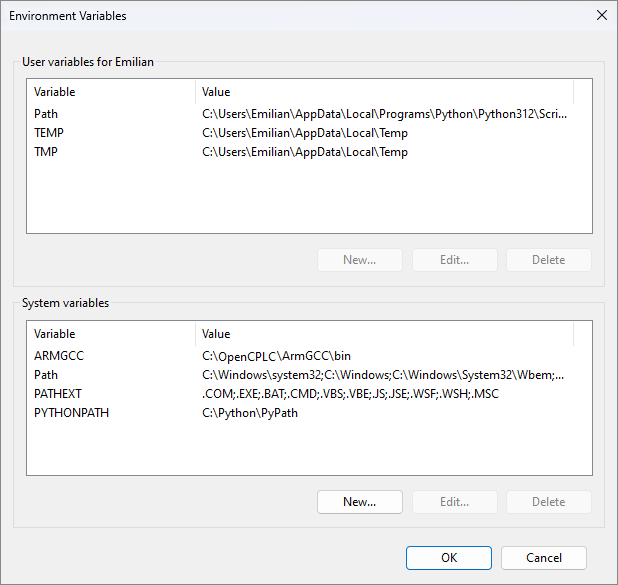 Environment Variables
User variables for Emilian
Variable Value
Path C:\Users\Emilian\AppData\Local\Programs\Python\Python312\Scri...
TEMP C:\Users\Emilian\AppData\Local\Temp
TMP C:\Users\Emilian\AppData\Local\Temp
New... Edit... Delete
System variables
Variable Value
ARMGCC C:\OpenCPLC\ArmGCC\bin
Path C:\Windows\system32;C:\Windows;C:\Windows\System32\Wbem;...
PATHEXT .COM;.EXE;.BAT;.CMD;.VBS;.VBE;.JS;.JSE;.WSF;.WSH;.MSC
PYTHONPATH C:\Python\PyPath
New... Edit... Delete
OK Cancel